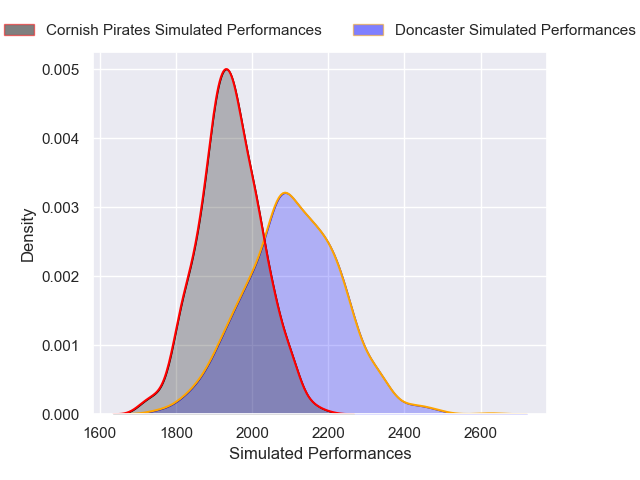 Cornish Pirates Simulated Performances
Doncaster Simulated Performances
0.005
0.004
0.003
0.002
0.001
0.000
Density
1600 1800 2000 2200 2400 2600
Simulated Performances